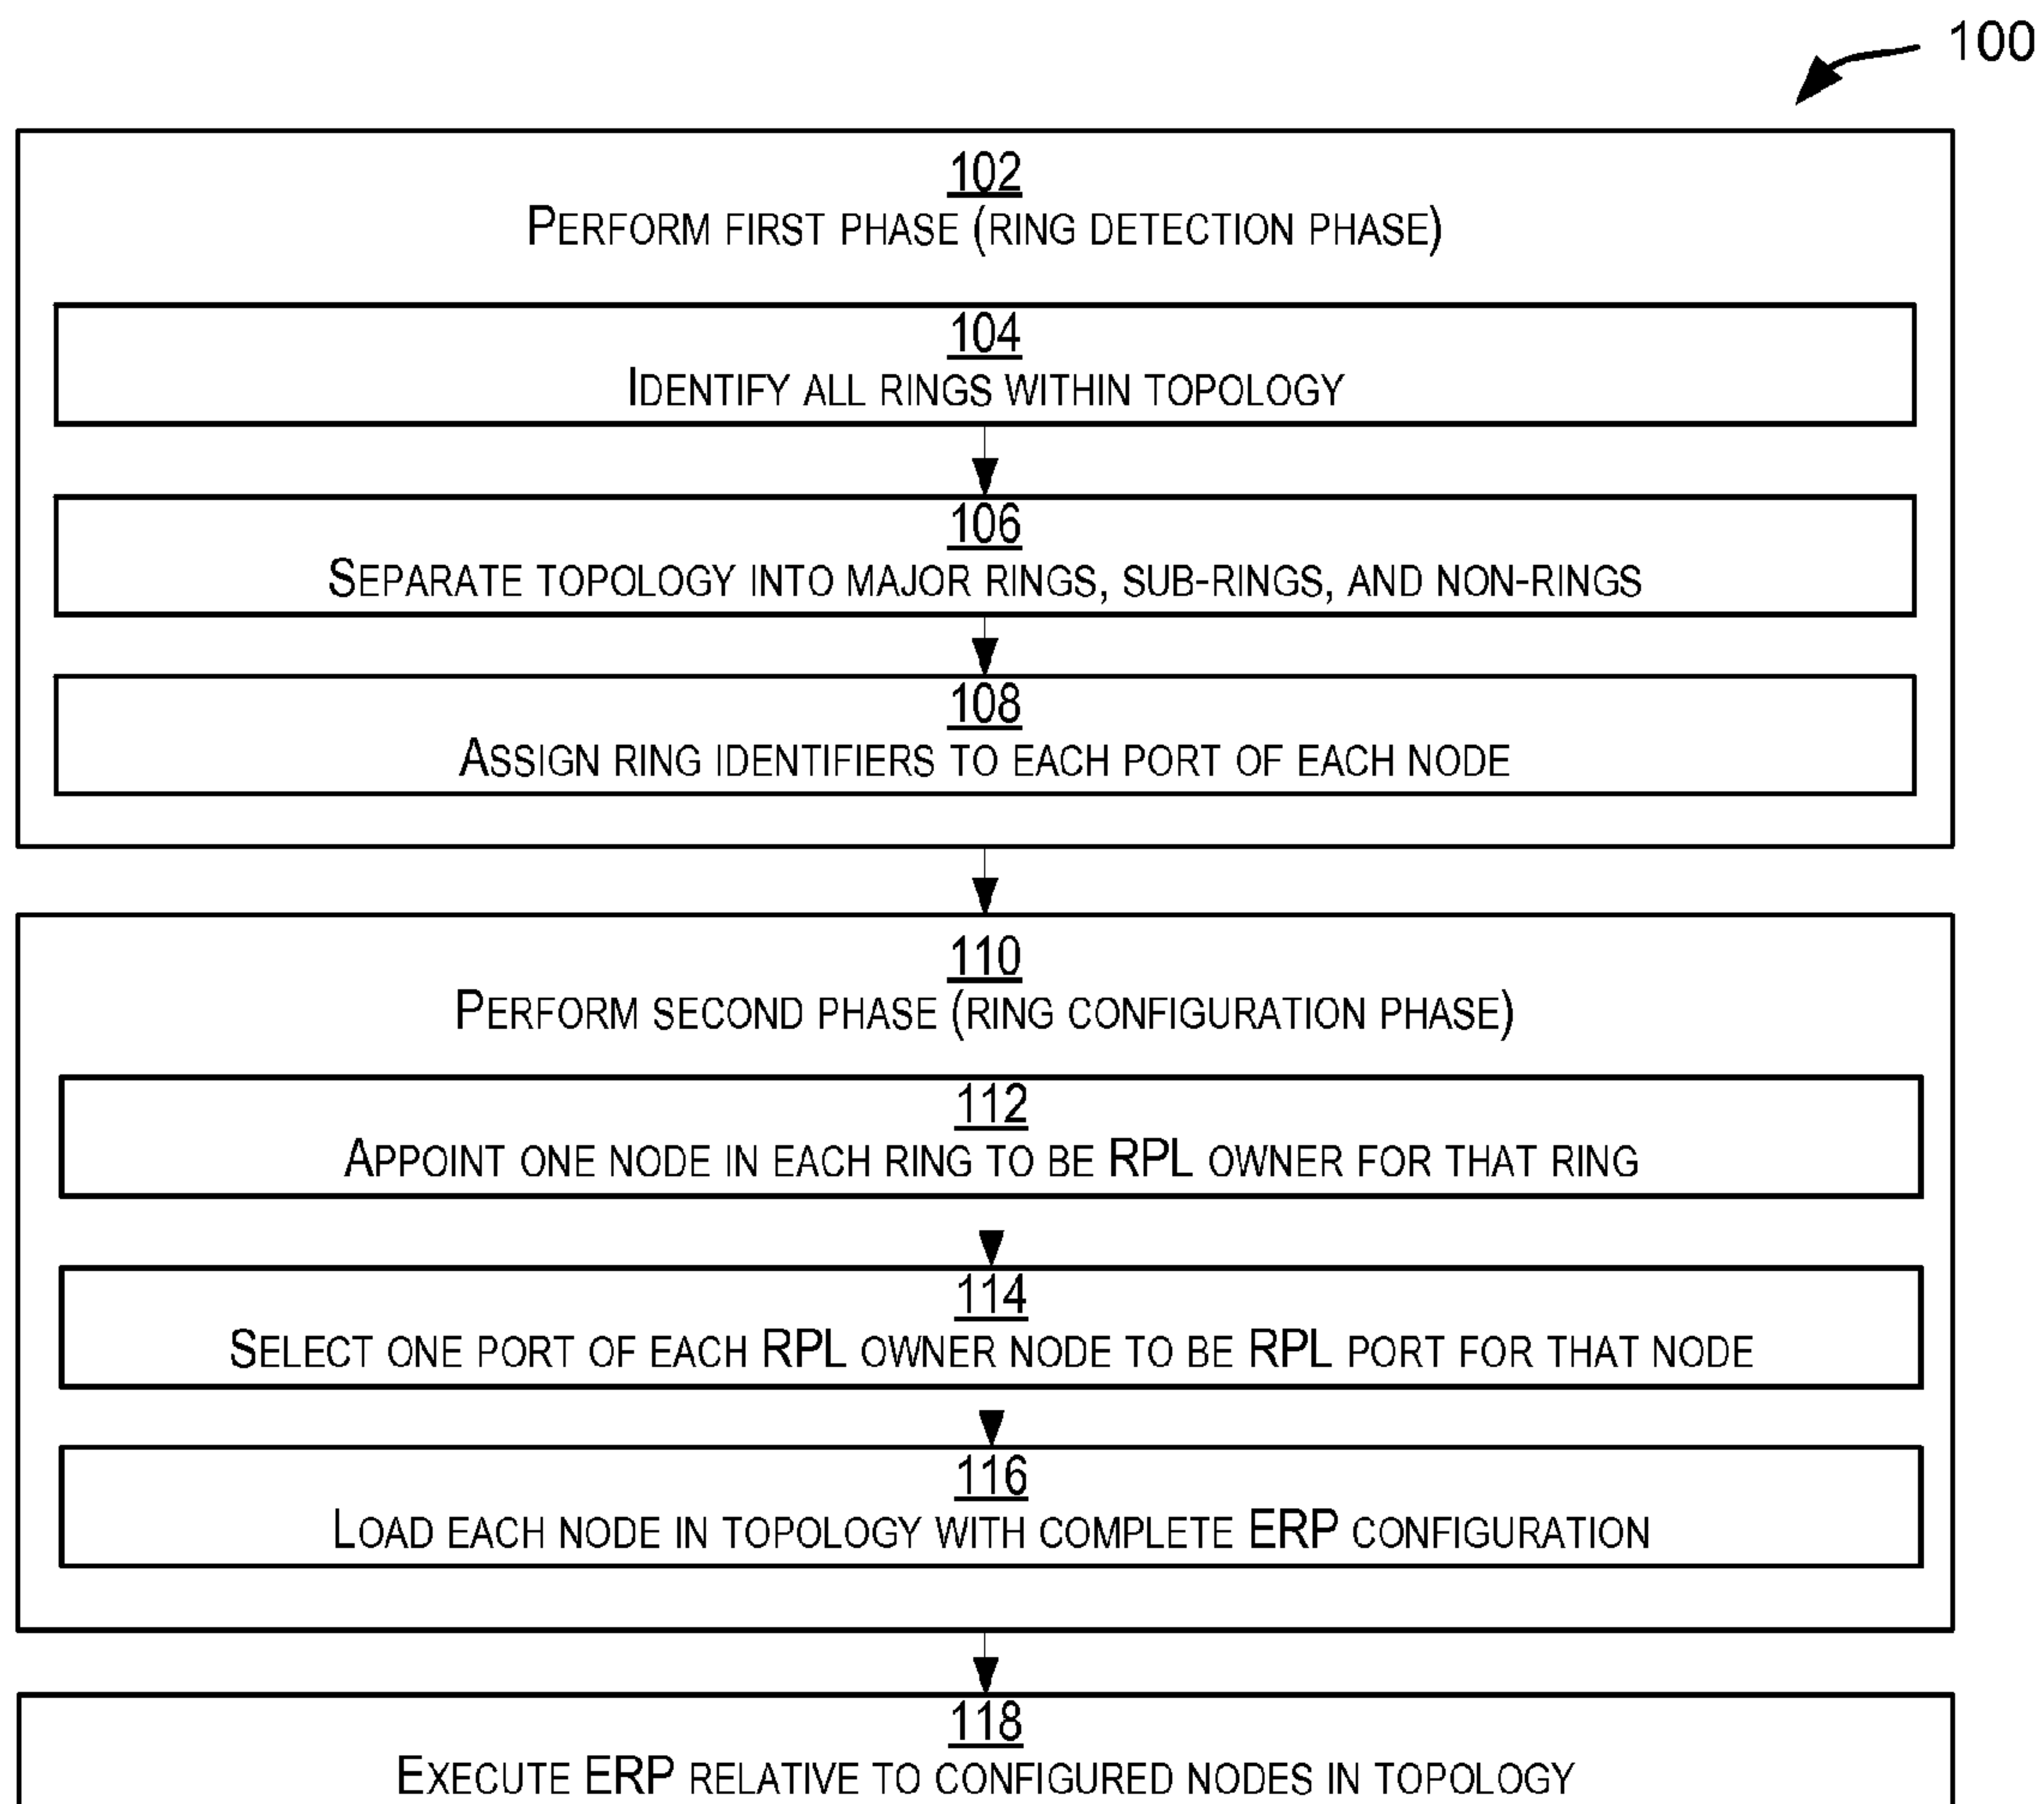 100
102
PERFORM FIRST PHASE (RING DETECTION PHASE)
104
IDENTIFY ALL RINGS WITHIN TOPOLOGY
106
SEPARATE TOPOLOGY INTO MAJOR RINGS, SUB-RINGS, AND NON-RINGS
108
ASSIGN RING IDENTIFIERS TO EACH PORT OF EACH NODE
110
PERFORM SECOND PHASE (RING CONFIGURATION PHASE)
112
APPOINT ONE NODE IN EACH RING TO BE RPL OWNER FOR THAT RING
114
SELECT ONE PORT OF EACH RPL OWNER NODE TO BE RPL PORT FOR THAT NODE
116
LOAD EACH NODE IN TOPOLOGY WITH COMPLETE ERP CONFIGURATION
118
EXECUTE ERP RELATIVE TO CONFIGURED NODES IN TOPOLOGY